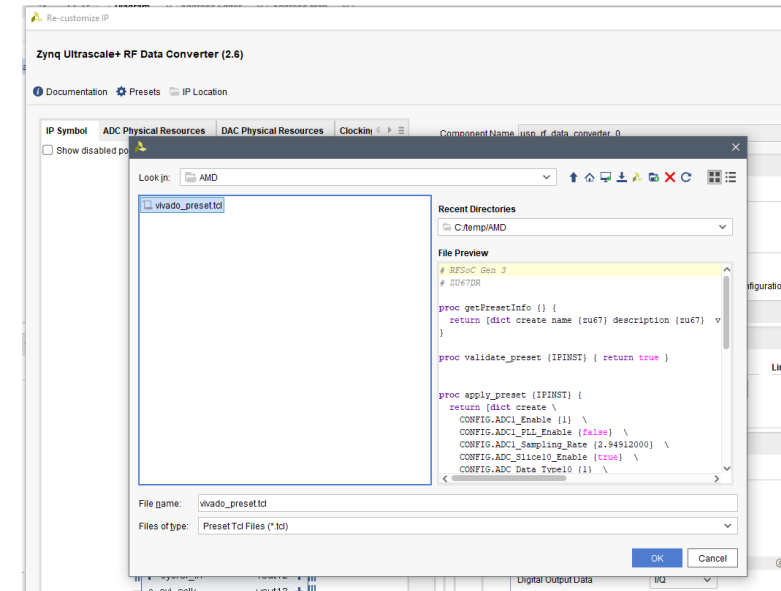 Diagram
Re-customize IP
Zynq Ultrascale+ RF Data Converter (2.6)
Documentation Presets IP Location
IP Symbol ADC Physical Resources DAC Physical Resources Clocking
Component Name usp_rf_data_converter_0
Show disabled po
Look in: AMD
vivado_preset.tcl
Recent Directories
C:/temp/AMD
File Preview
# RFSoC Gen 3
# ZU67DR
proc getPresetInfo {} {
return [dict create name {zu67} description {zu67} v
}
proc validate_preset {IPINST} { return true }
proc apply_preset {IPINST} {
return [dict create \
CONFIG.ADC1_Enable {1} \
CONFIG.ADC1_PLL_Enable {false} \
CONFIG.ADC1_Sampling_Rate {2.94912000} \
CONFIG.ADC_Slice10_Enable {true} \
CONFIG.ADC_Data_Type10 {1} \
nfiguratio
Lin
File name: vivado_preset.tcl
Files of type: Preset Tcl Files (*.tcl)
OK Cancel
Digital Output Data I/Q